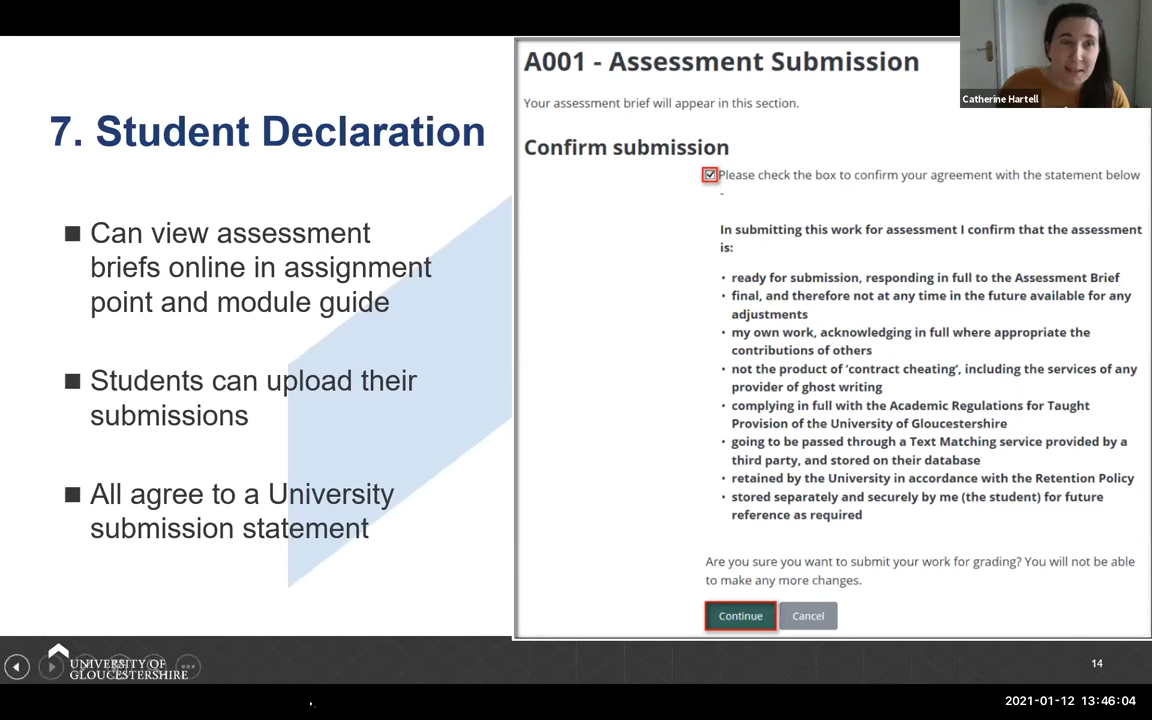 7. Student Declaration
■ Can view assessment
briefs online in assignment
point and module guide
■ Students can upload their
submissions
■ All agree to a University
submission statement
A001 - Assessment Submission
Your assessment brief will appear in this section.
Confirm submission
Please check the box to confirm your agreement with the statement below
-
In submitting this work for assessment I confirm that the assessment
is:
• ready for submission, responding in full to the Assessment Brief
• final, and therefore not at any time in the future available for any
adjustments
• my own work, acknowledging in full where appropriate the
contributions of others
• not the product of 'contract cheating', including the services of any
provider of ghost writing
• complying in full with the Academic Regulations for Taught
Provision of the University of Gloucestershire
• going to be passed through a Text Matching service provided by a
third party, and stored on their database
• retained by the University in accordance with the Retention Policy
• stored separately and securely by me (the student) for future
reference as required
Are you sure you want to submit your work for grading? You will not be able
to make any more changes.
Continue Cancel
Catherine Hartell
UNIVERSITY OF
GLOUCESTERSHIRE
14
2021-01-12 13:46:04